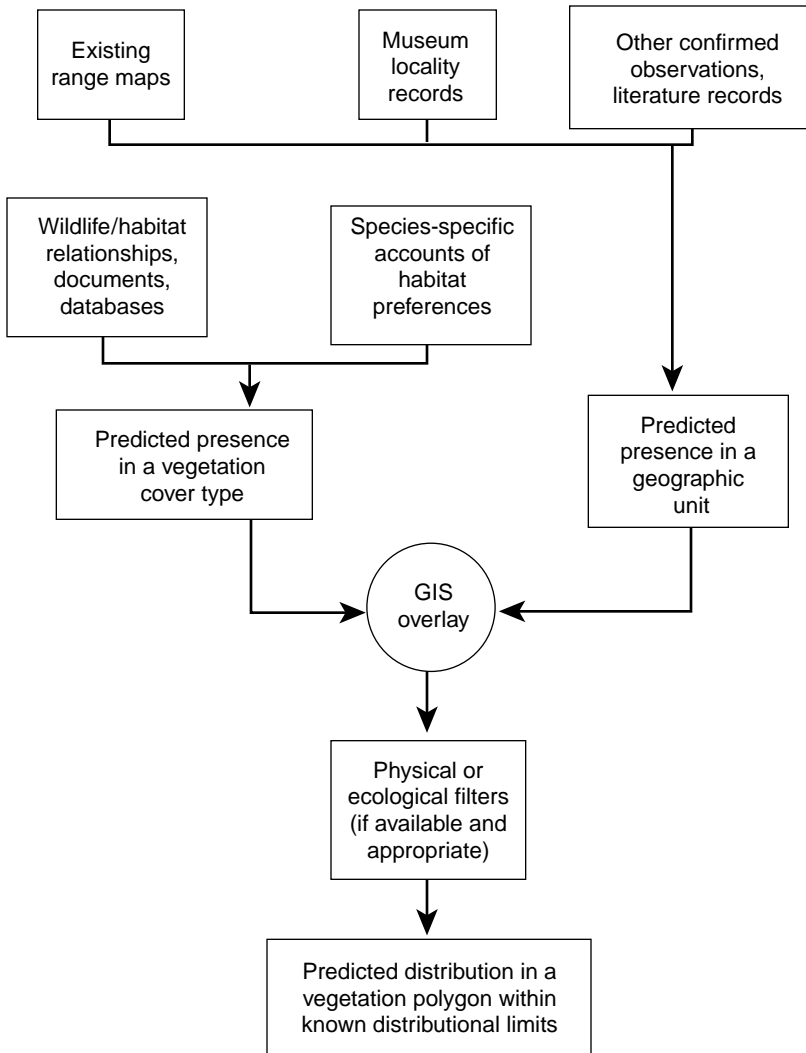 Existing
range maps
Museum
locality
records
Other confirmed
observations,
literature records
Wildlife/habitat
relationships,
documents,
databases
Species-specific
accounts of
habitat
preferences
Predicted presence
in a vegetation
cover type
Predicted
presence in a
geographic
unit
GIS
overlay
Physical or
ecological filters
(if available and
appropriate)
Predicted distribution in a
vegetation polygon within
known distributional limits